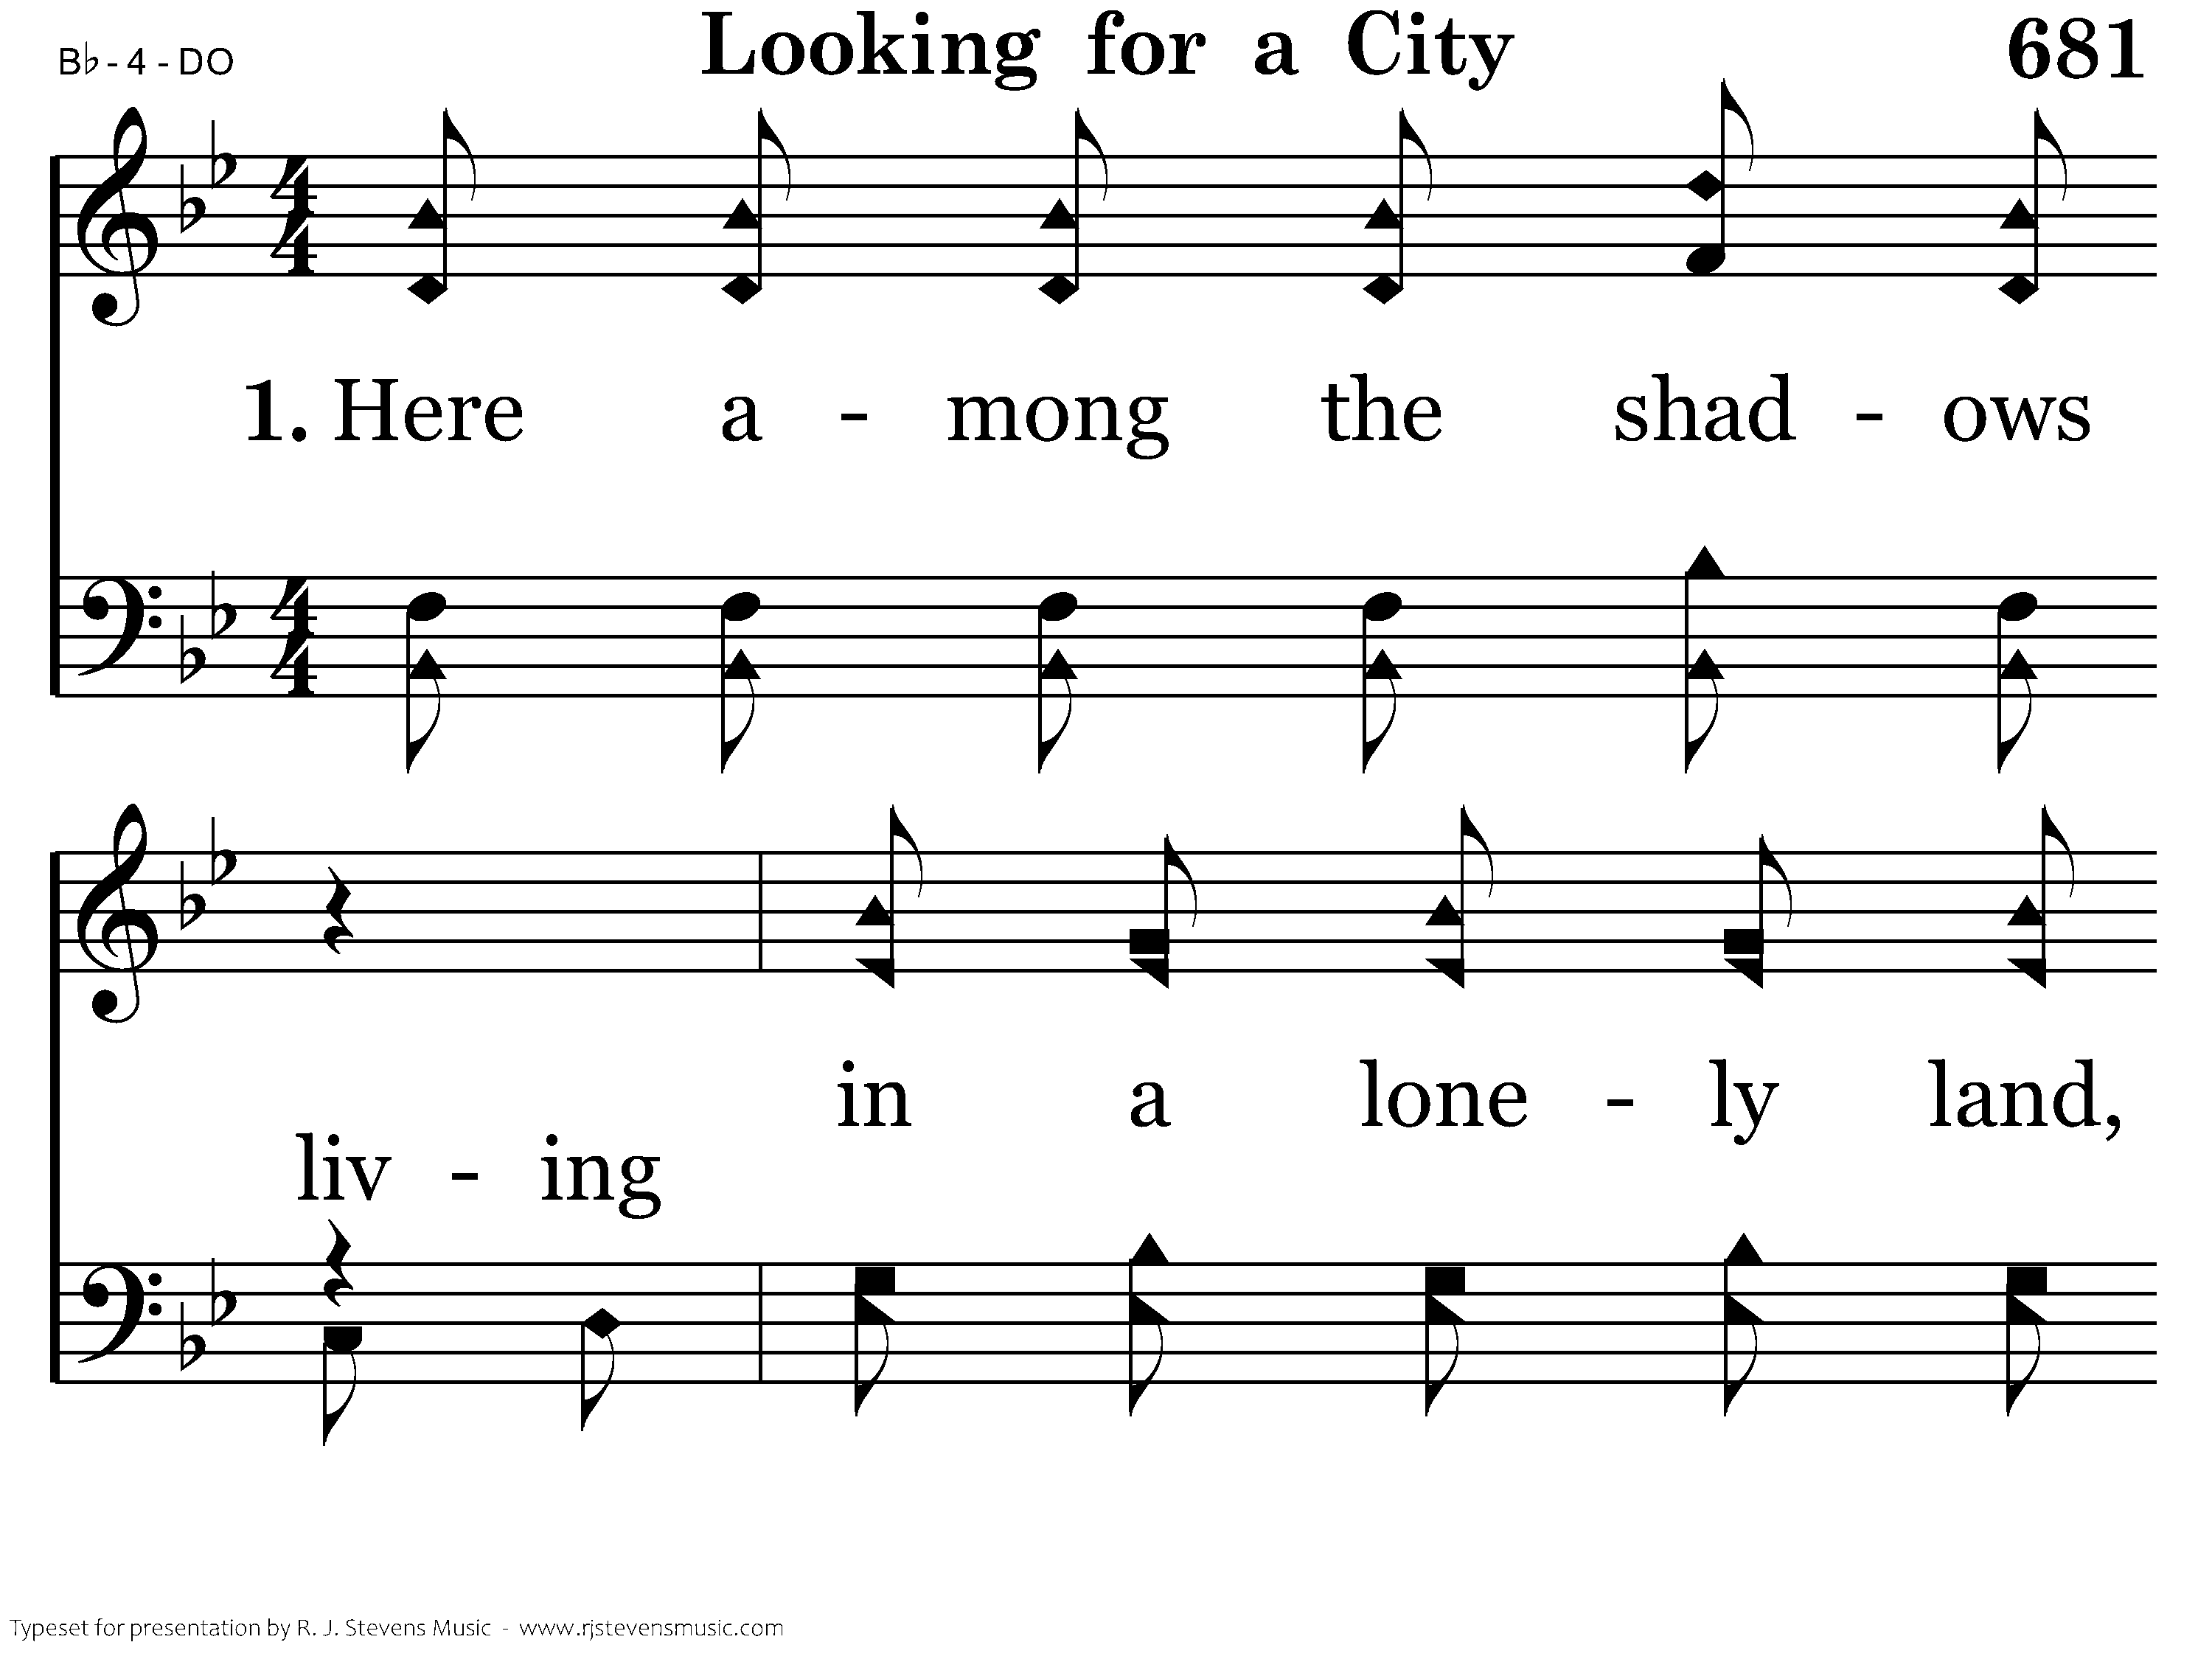 B♭ - 4 - DO
Looking for a City
681
1. Here a - mong the shad - ows
in a lone - ly land,
liv - ing
Typeset for presentation by R. J. Stevens Music - www.rjstevensmusic.com